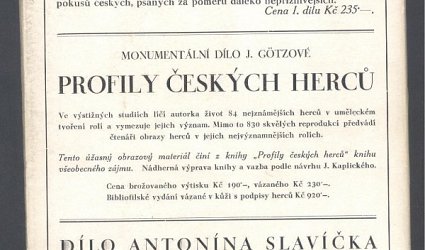 pokusů českých, psaných za poměrů daleko nepříznivějších.
Cena I. dílu Kč 235·—.
MONUMENTÁLNÍ DÍLO J. GÖTZOVÉ
PROFILY ČESKÝCH HERCŮ
Ve výstižných studiích líčí autorka život 84 nejznámějších herců v uměleckém
tvoření rolí a vymezuje jejich význam. Mimo to 830 skvělých reprodukcí předvádí
čtenáři obrazy herců v jejich nejvýznamnějších rolích.
Tento úžasný obrazový materiál činí z knihy „Profily českých herců" knihu
všeobecného zájmu. Nádherná výprava knihy a vazba podle návrhu J. Kaplického.
Cena brožovaného výtisku Kč 190'—, vázaného Kč 230'—.
Bibliofilské vydání vázané v kůži s podpisy herců Kč 920'—.
DÍLO ANTONÍNA SLAVÍČKA